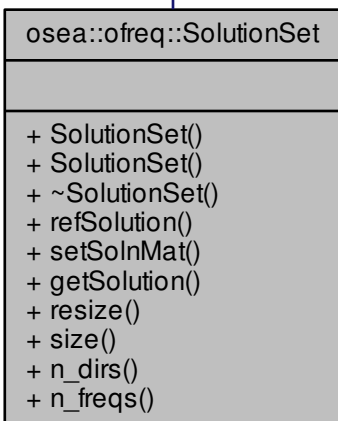 osea::ofreq::SolutionSet
+ SolutionSet()
+ SolutionSet()
+ ~SolutionSet()
+ refSolution()
+ setSolnMat()
+ getSolution()
+ resize()
+ size()
+ n_dirs()
+ n_freqs()